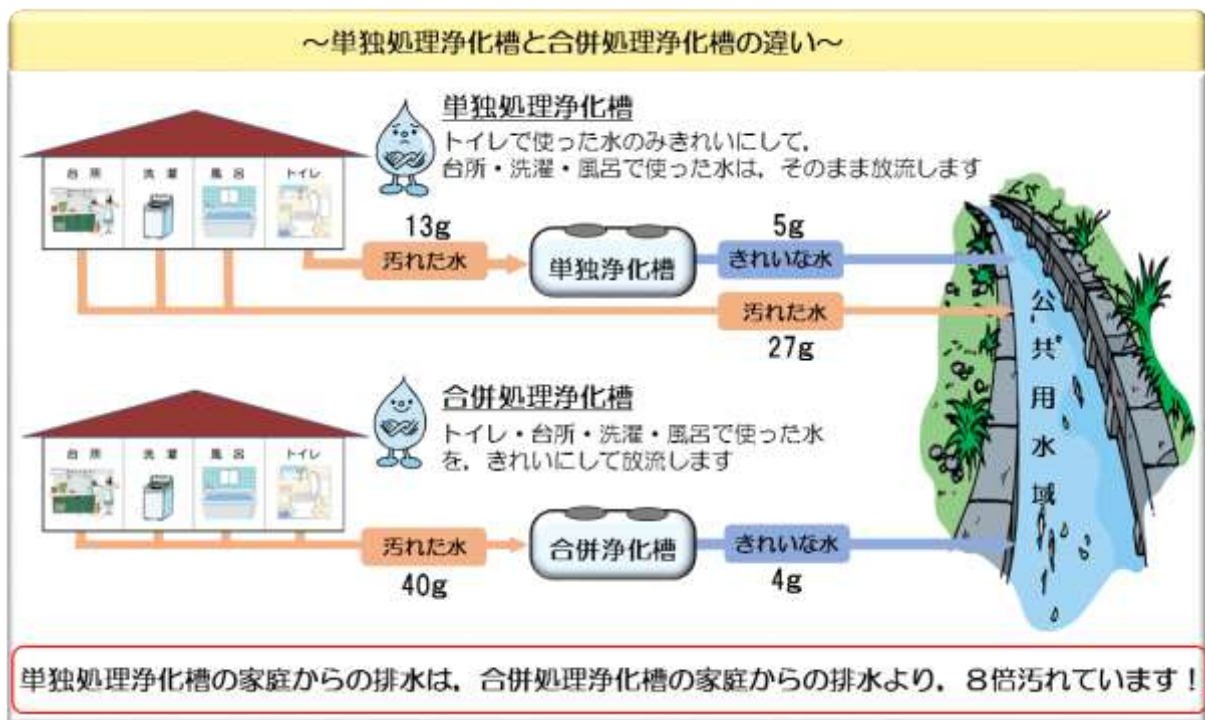 ～単独処理浄化槽と合併処理浄化槽の違い～
単独処理浄化槽
トイレで使った水のみきれいにして，
台所・洗濯・風呂で使った水は，そのまま放流します
台所
洗濯
風呂
トイレ
13g
汚れた水
単独浄化槽
5g
きれいな水
汚れた水
27g
公共用水域
合併処理浄化槽
トイレ・台所・洗濯・風呂で使った水
を，きれいにして放流します
台所
洗濯
風呂
トイレ
汚れた水
40g
合併浄化槽
きれいな水
4g
単独処理浄化槽の家庭からの排水は，合併処理浄化槽の家庭からの排水より，８倍汚れています！